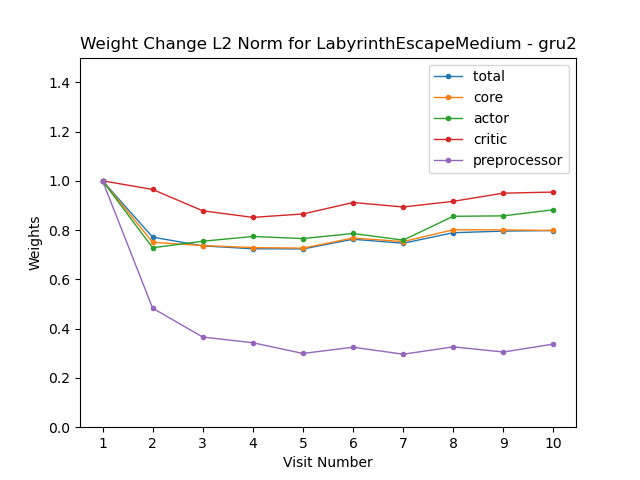 Weight Change L2 Norm for LabyrinthEscapeMedium - gru2
total
core
actor
critic
preprocessor
Weights
1.4
1.2
1.0
0.8
0.6
0.4
0.2
0.0
1 2 3 4 5 6 7 8 9 10
Visit Number